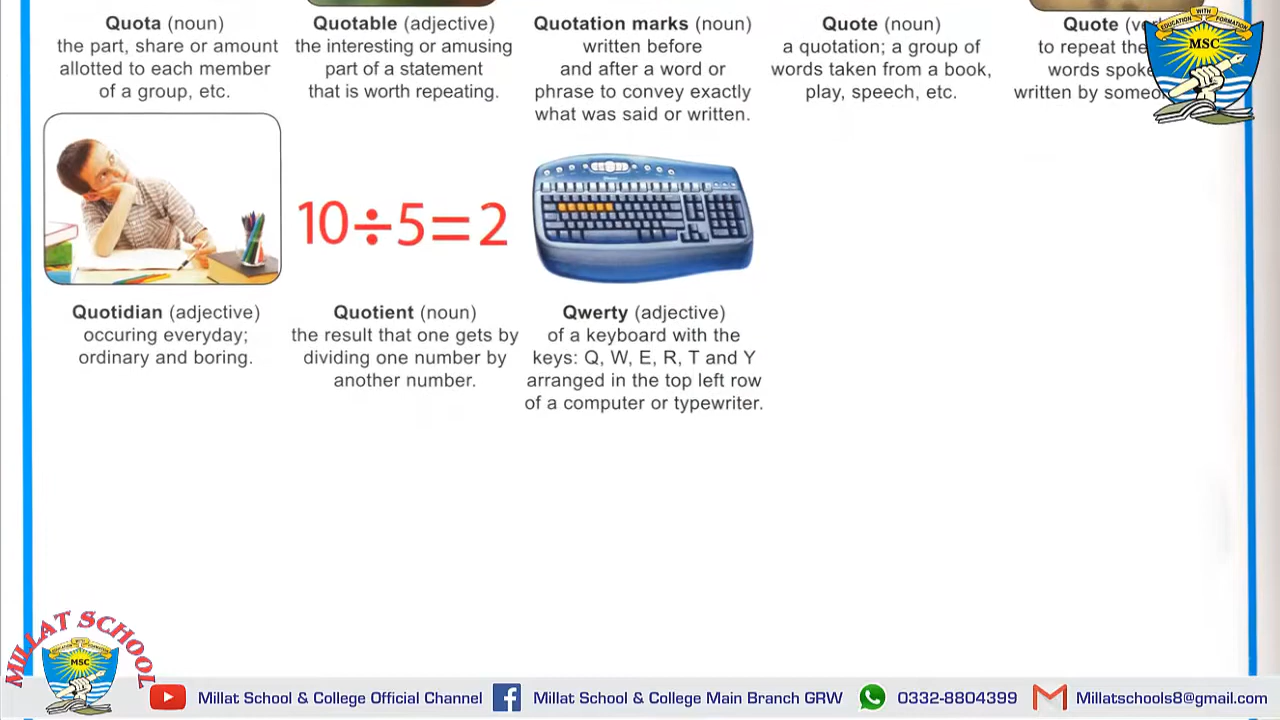 Quota (noun)
the part, share or amount
allotted to each member
of a group, etc.
Quotable (adjective)
the interesting or amusing
part of a statement
that is worth repeating.
Quotation marks (noun)
written before
and after a word or
phrase to convey exactly
what was said or written.
Quote (noun)
a quotation; a group of
words taken from a book,
play, speech, etc.
Quote
to repeat the
words
written by
WITH
EDUCATION FORMATION
MSC
10÷5=2
Quotidian (adjective)
occuring everyday;
ordinary and boring.
Quotient (noun)
the result that one gets by
dividing one number by
another number.
Qwerty (adjective)
of a keyboard with the
keys: Q, W, E, R, T and Y
arranged in the top left row
of a computer or typewriter.
MILLAT SCHOOL
MSC
Millat School & College Official Channel
Millat School & College Main Branch GRW
0332-8804399
Millatschools8@gmail.com